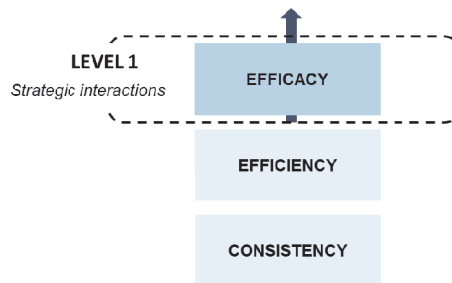 LEVEL 1
Strategic interactions
EFFICACY
EFFICIENCY
CONSISTENCY